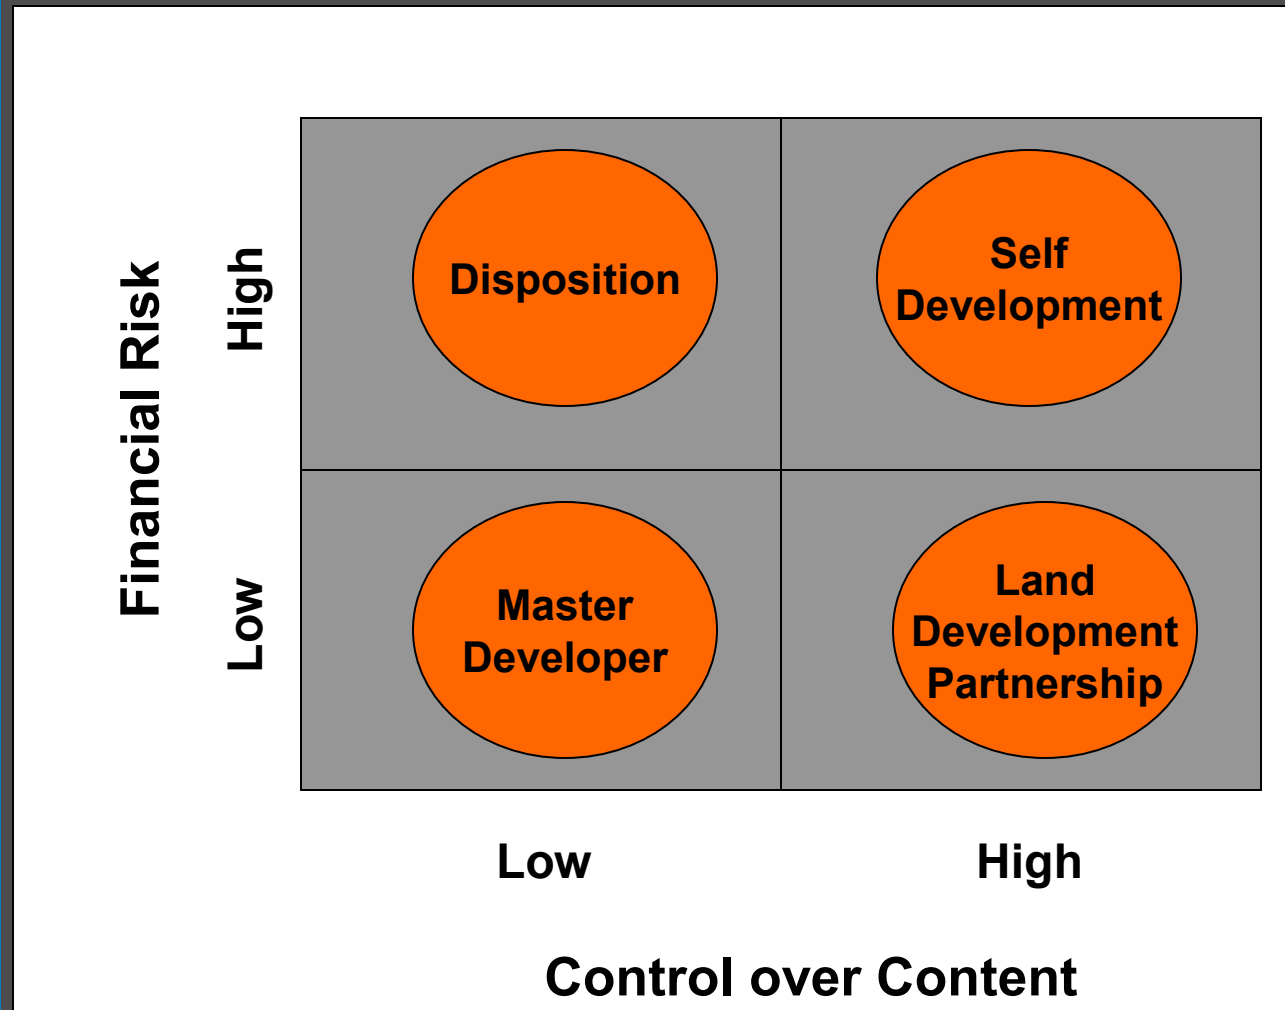 Financial Risk
High
Disposition
Self
Development
Low
Master
Developer
Land
Development
Partnership
Low
High
Control over Content